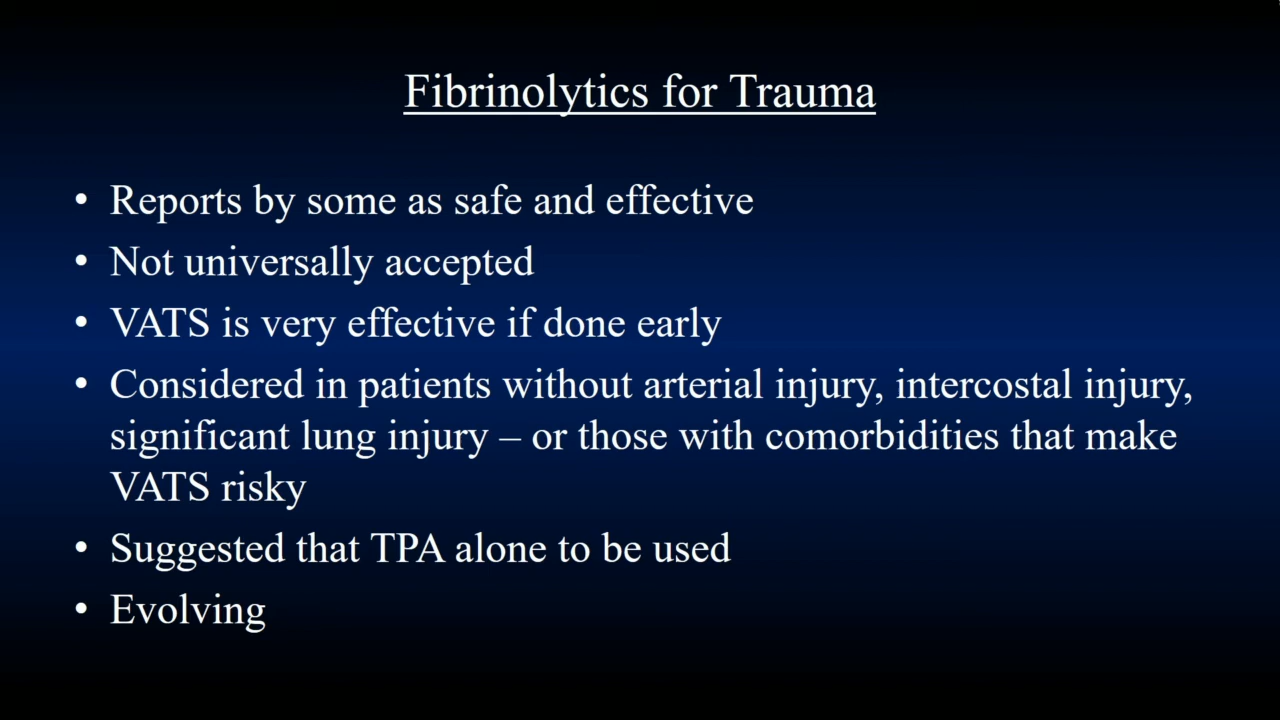 Fibrinolytics for Trauma
• Reports by some as safe and effective
• Not universally accepted
• VATS is very effective if done early
• Considered in patients without arterial injury, intercostal injury,
significant lung injury – or those with comorbidities that make
VATS risky
• Suggested that TPA alone to be used
• Evolving